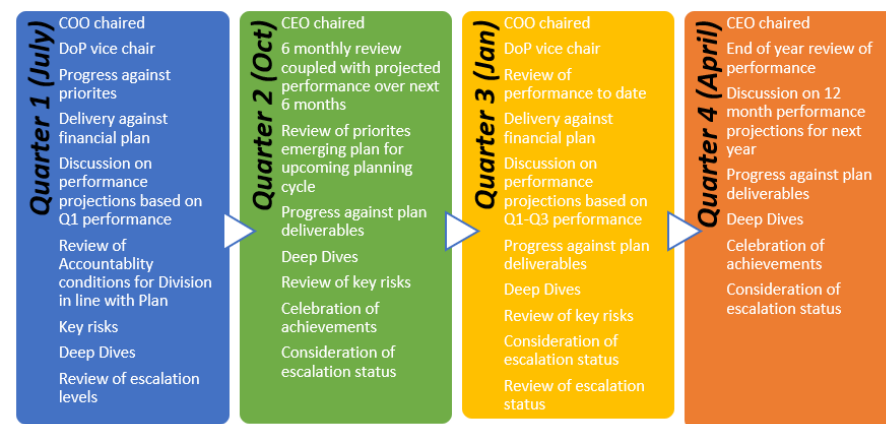 Quarter 1 (July)
COO chaired
DoP vice chair
Progress against
priorites
Delivery against
financial plan
Discussion on
performance
projections based on
Q1 performance
Review of
Accountablity
conditions for Division
in line with Plan
Key risks
Deep Dives
Review of escalation
levels
Quarter 2 (Oct)
CEO chaired
6 monthly review
coupled with projected
performance over next
6 months
Review of priorites
emerging plan for
upcoming planning
cycle
Progress against plan
deliverables
Deep Dives
Review of key risks
Celebration of
achievements
Consideration of
escalation status
Quarter 3 (Jan)
COO chaired
DoP vice chair
Review of
performance to date
Delivery against
financial plan
Discussion on
performance
projections based on
Q1-Q3 performance
Progress against plan
deliverables
Deep Dives
Review of key risks
Consideration of
escalation status
Review of escalation
status
Quarter 4 (April)
CEO chaired
End of year review of
performance
Discussion on 12
month performance
projections for next
year
Progress against plan
deliverables
Deep Dives
Celebration of
achievements
Consideration of
escalation status